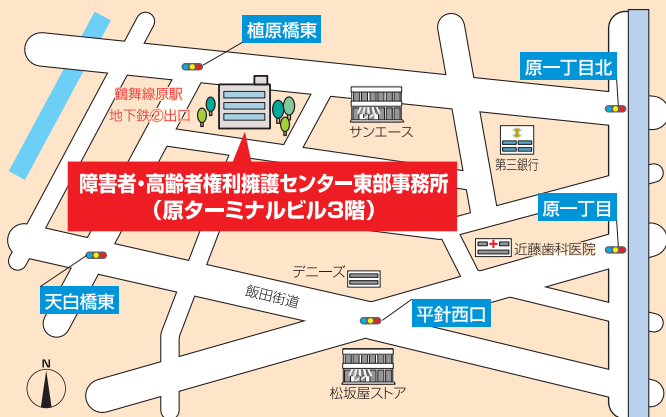 植原橋東
原一丁目北
鶴舞線原駅
地下鉄②出口
サンエース
第三銀行
障害者・高齢者権利擁護センター東部事務所
（原ターミナルビル3階）
原一丁目
近藤歯科医院
デニーズ
天白橋東
飯田街道
平針西口
松坂屋ストア
N